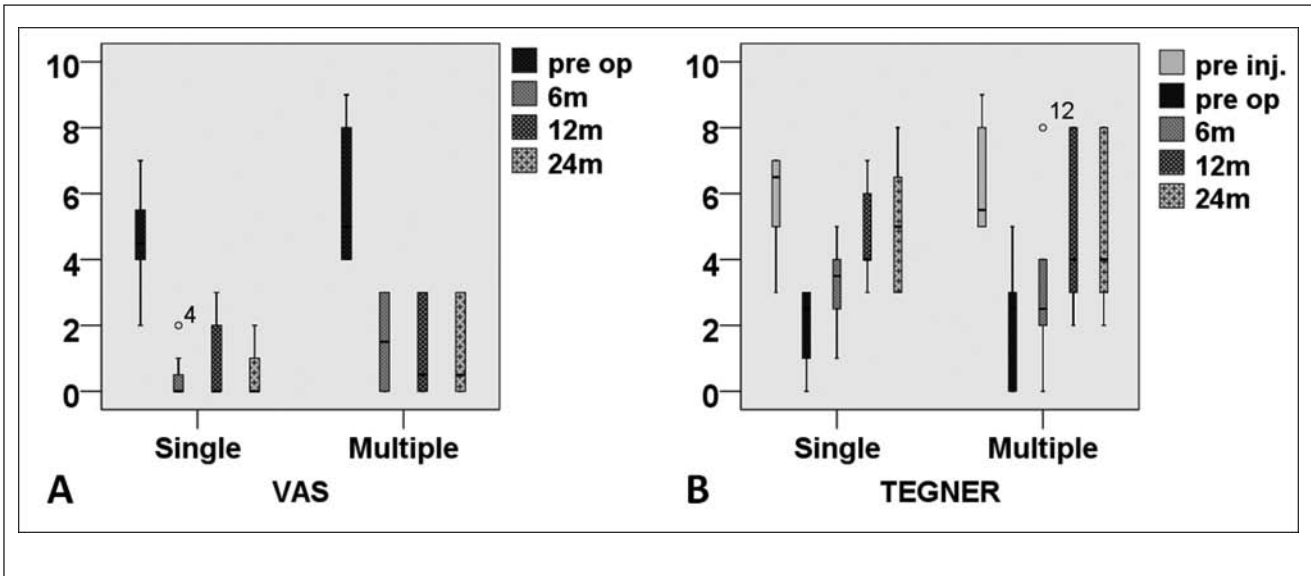 10
8
6
4
2
0
4
Single Multiple
pre op
6m
12m
24m
A VAS
10
8
6
4
2
0
12
Single Multiple
pre inj.
pre op
6m
12m
24m
B TEGNER